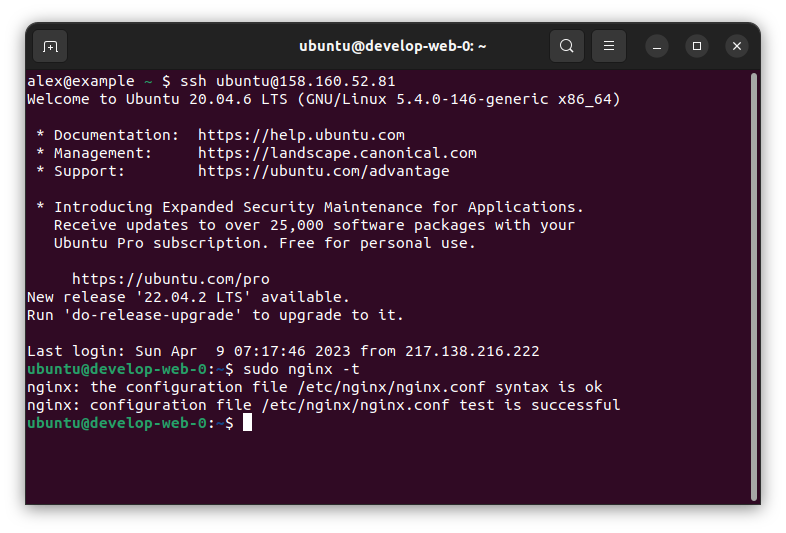 ubuntu@develop-web-0: ~
alex@example ~ $ ssh ubuntu@158.160.52.81
Welcome to Ubuntu 20.04.6 LTS (GNU/Linux 5.4.0-146-generic x86_64)
 * Documentation:  https://help.ubuntu.com
 * Management:     https://landscape.canonical.com
 * Support:        https://ubuntu.com/advantage
 * Introducing Expanded Security Maintenance for Applications.
   Receive updates to over 25,000 software packages with your
   Ubuntu Pro subscription. Free for personal use.
     https://ubuntu.com/pro
New release '22.04.2 LTS' available.
Run 'do-release-upgrade' to upgrade to it.
Last login: Sun Apr  9 07:17:46 2023 from 217.138.216.222
ubuntu@develop-web-0:~$ sudo nginx -t
nginx: the configuration file /etc/nginx/nginx.conf syntax is ok
nginx: configuration file /etc/nginx/nginx.conf test is successful
ubuntu@develop-web-0:~$